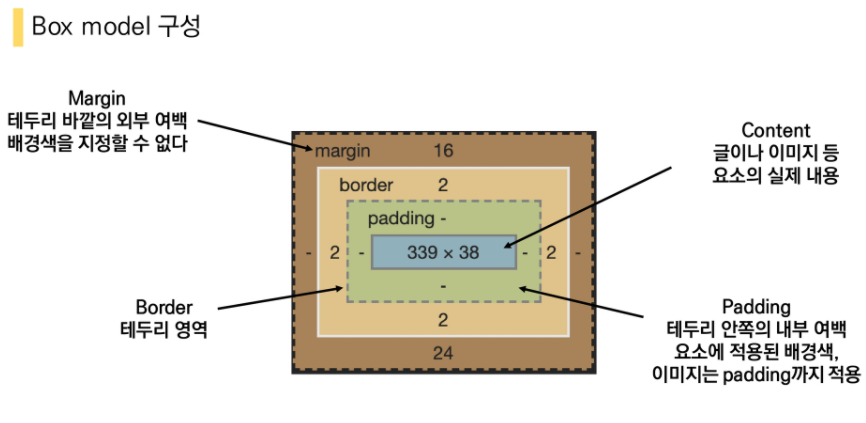 Box model 구성
Margin
테두리 바깥의 외부 여백
배경색을 지정할 수 없다
Content
글이나 이미지 등
요소의 실제 내용
margin 16
border 2
padding -
- 2 - 339 × 38 - 2 -
-
2
24
Border
테두리 영역
Padding
테두리 안쪽의 내부 여백
요소에 적용된 배경색,
이미지는 padding까지 적용